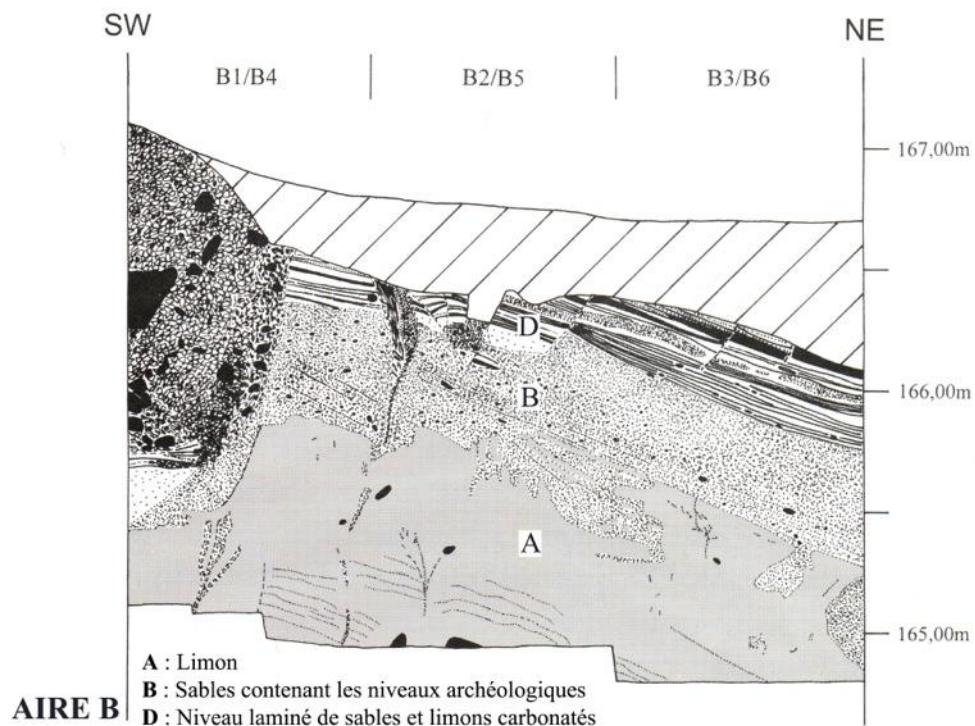 SW
NE
B1/B4
B2/B5
B3/B6
167,00m
D
B
166,00m
A
165,00m
A : Limon
B : Sables contenant les niveaux archéologiques
AIRE B
D : Niveau laminé de sables et limons carbonatés